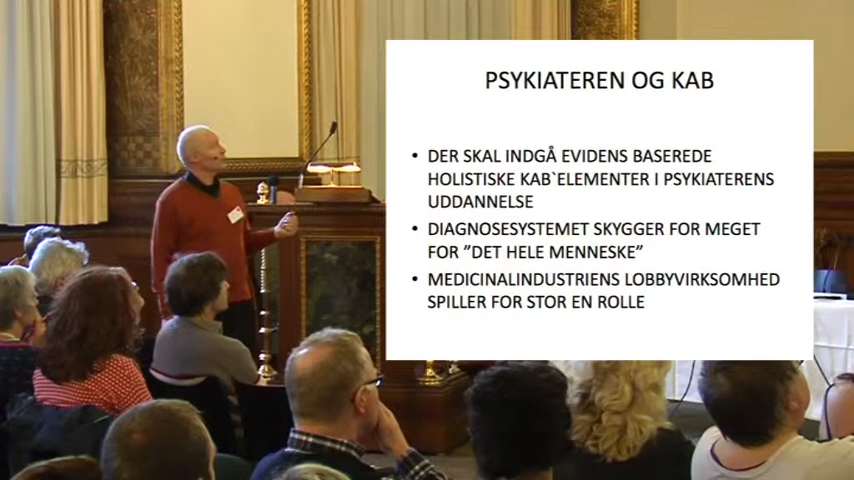 PSYKIATEREN OG KAB
• DER SKAL INDGÅ EVIDENS BASEREDE
HOLISTISKE KAB`ELEMENTER I PSYKIATERENS
UDDANNELSE
• DIAGNOSESYSTEMET SKYGGER FOR MEGET
FOR ”DET HELE MENNESKE”
• MEDICINALINDUSTRIENS LOBBYVIRKSOMHED
SPILLER FOR STOR EN ROLLE